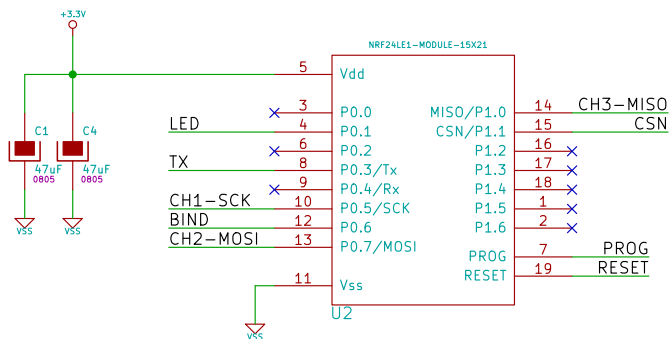 +3.3V
NRF24LE1-MODULE-15X21
5 Vdd
3 P0.0
LED 4 P0.1
6 P0.2
TX 8 P0.3/Tx
9 P0.4/Rx
CH1-SCK 10 P0.5/SCK
BIND 12 P0.6
CH2-MOSI 13 P0.7/MOSI
11 Vss
MISO/P1.0 14 CH3-MISO
CSN/P1.1 15 CSN
P1.2 16
P1.3 17
P1.4 18
P1.5 1
P1.6 2
PROG 7 PROG
RESET 19 RESET
U2
C1
47uF
0805
C4
47uF
0805
VSS
VSS
VSS